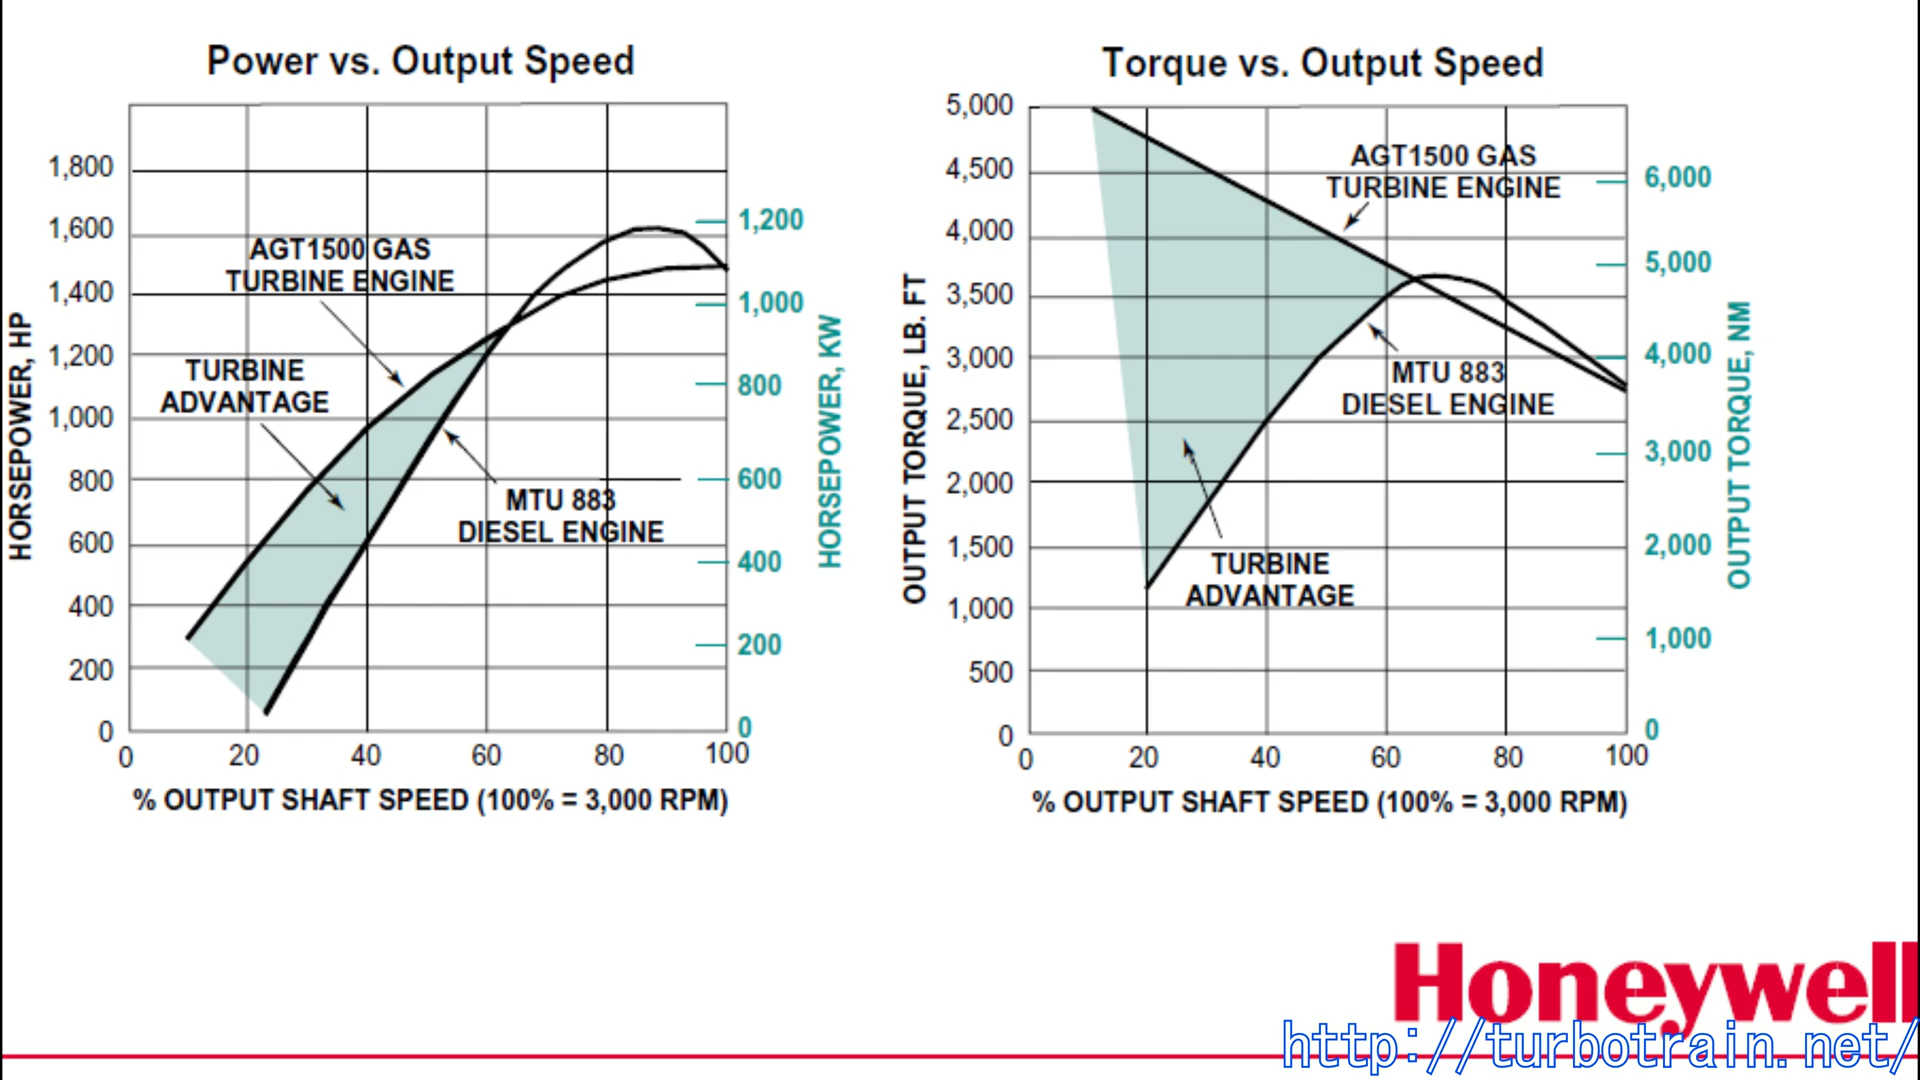 Power vs. Output Speed
1,800
1,600
1,400
1,200
1,000
800
600
400
200
0
HORSEPOWER, HP
AGT1500 GAS
TURBINE ENGINE
TURBINE
ADVANTAGE
MTU 883
DIESEL ENGINE
1,200
1,000
800
600
400
200
0
HORSEPOWER, KW
0 20 40 60 80 100
% OUTPUT SHAFT SPEED (100% = 3,000 RPM)
Torque vs. Output Speed
5,000
4,500
4,000
3,500
3,000
2,500
2,000
1,500
1,000
500
0
OUTPUT TORQUE, LB. FT
AGT1500 GAS
TURBINE ENGINE
MTU 883
DIESEL ENGINE
TURBINE
ADVANTAGE
6,000
5,000
4,000
3,000
2,000
1,000
0
OUTPUT TORQUE, NM
0 20 40 60 80 100
% OUTPUT SHAFT SPEED (100% = 3,000 RPM)
Honeywell
http://turbotrain.net/